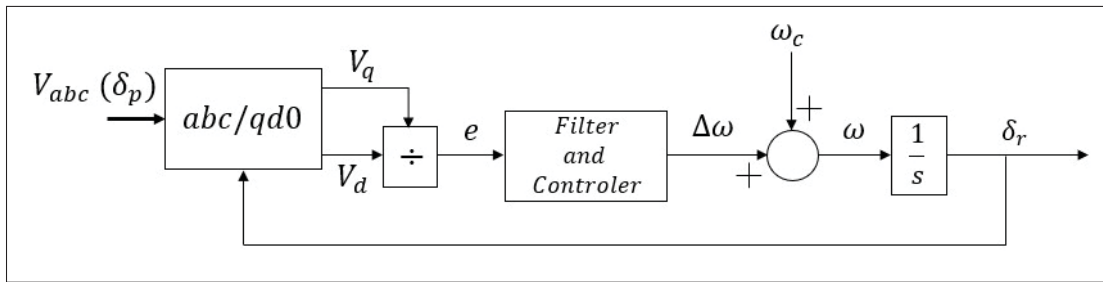 V_abc (δ_p)
abc/qd0
V_q
V_d
÷
e
Filter
and
Controler
Δω
+
ω_c
+
ω
1
s
δ_r